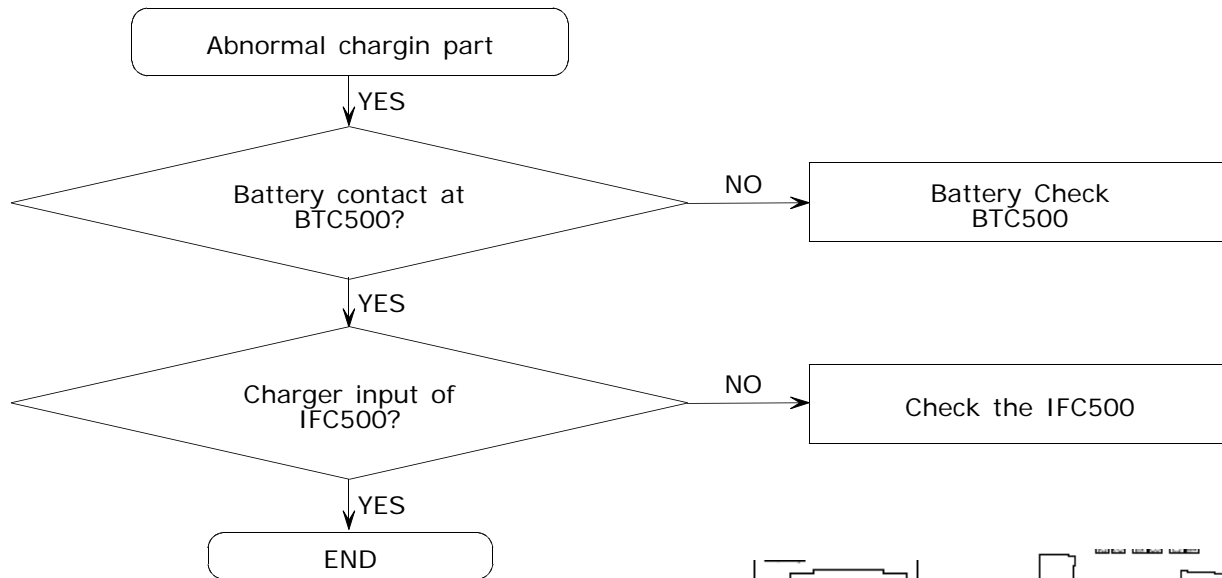 Abnormal chargin part
YES
Battery contact at
BTC500?
NO
Battery Check
BTC500
YES
Charger input of
IFC500?
NO
Check the IFC500
YES
END